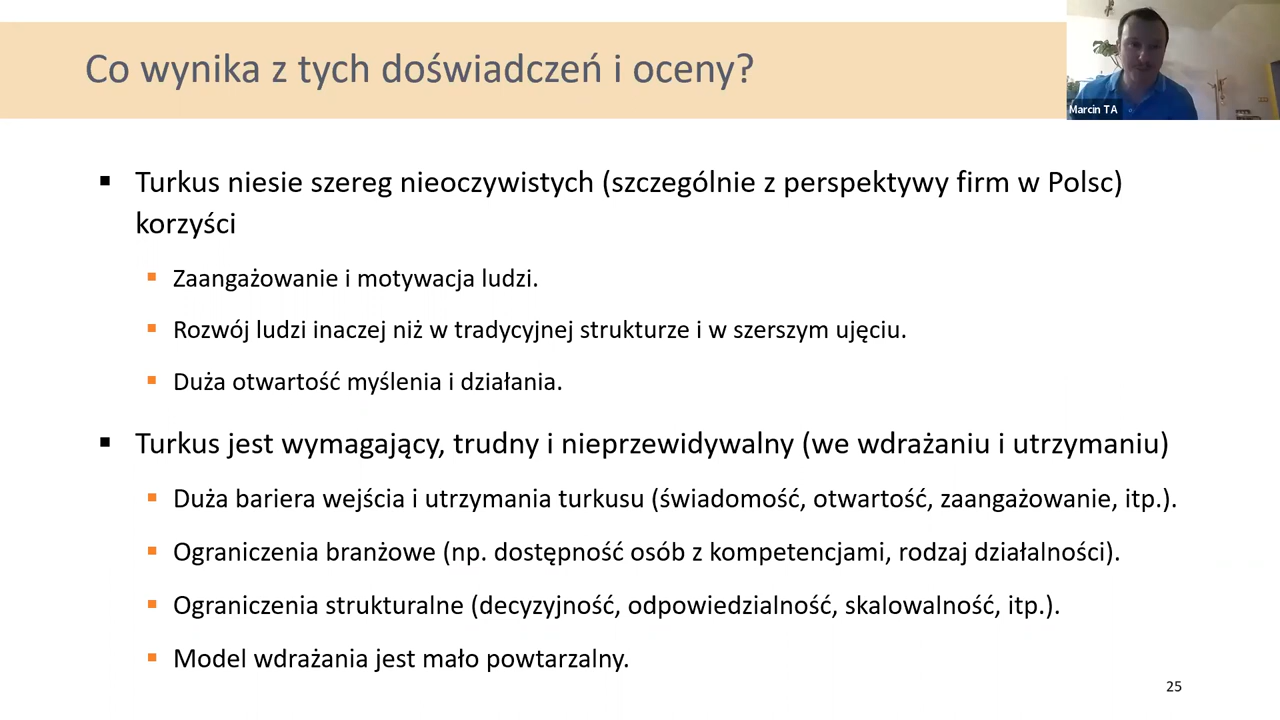 Co wynika z tych doświadczeń i oceny?
Marcin TA
▪ Turkus niesie szereg nieoczywistych (szczególnie z perspektywy firm w Polsc)
korzyści
▪ Zaangażowanie i motywacja ludzi.
▪ Rozwój ludzi inaczej niż w tradycyjnej strukturze i w szerszym ujęciu.
▪ Duża otwartość myślenia i działania.
▪ Turkus jest wymagający, trudny i nieprzewidywalny (we wdrażaniu i utrzymaniu)
▪ Duża bariera wejścia i utrzymania turkusu (świadomość, otwartość, zaangażowanie, itp.).
▪ Ograniczenia branżowe (np. dostępność osób z kompetencjami, rodzaj działalności).
▪ Ograniczenia strukturalne (decyzyjność, odpowiedzialność, skalowalność, itp.).
▪ Model wdrażania jest mało powtarzalny.
25